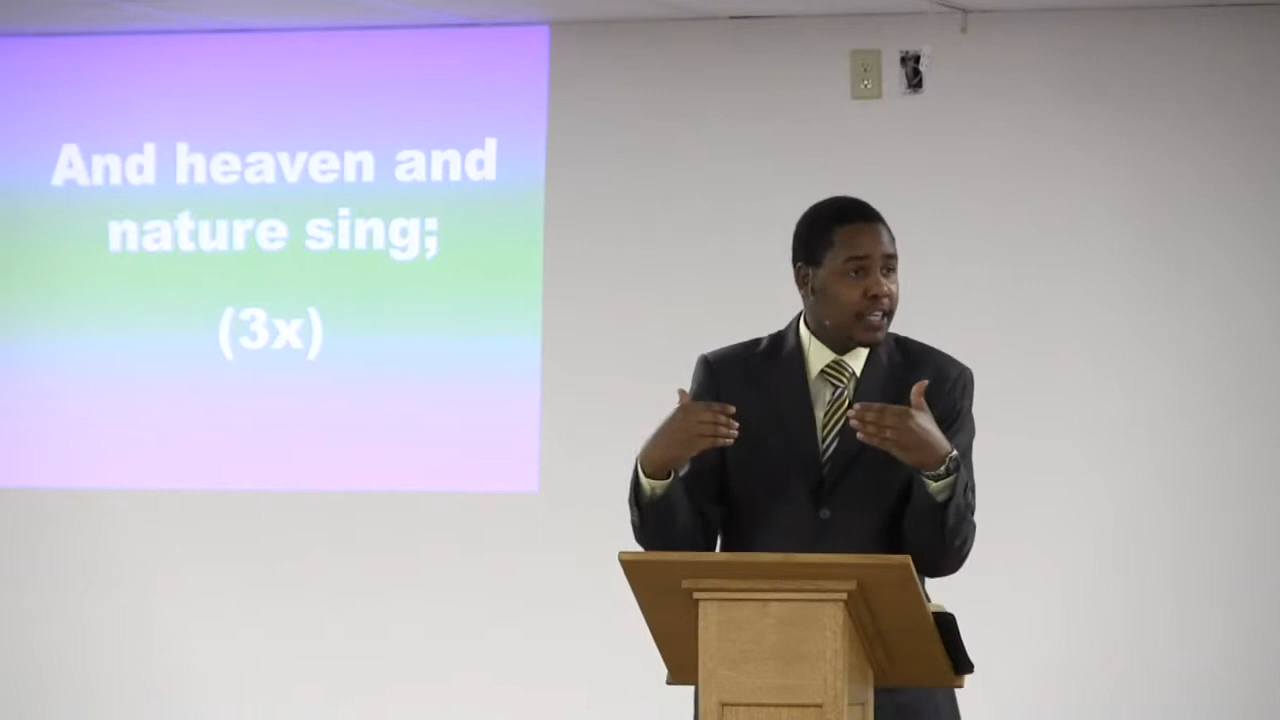 And heaven and
nature sing;
(3x)